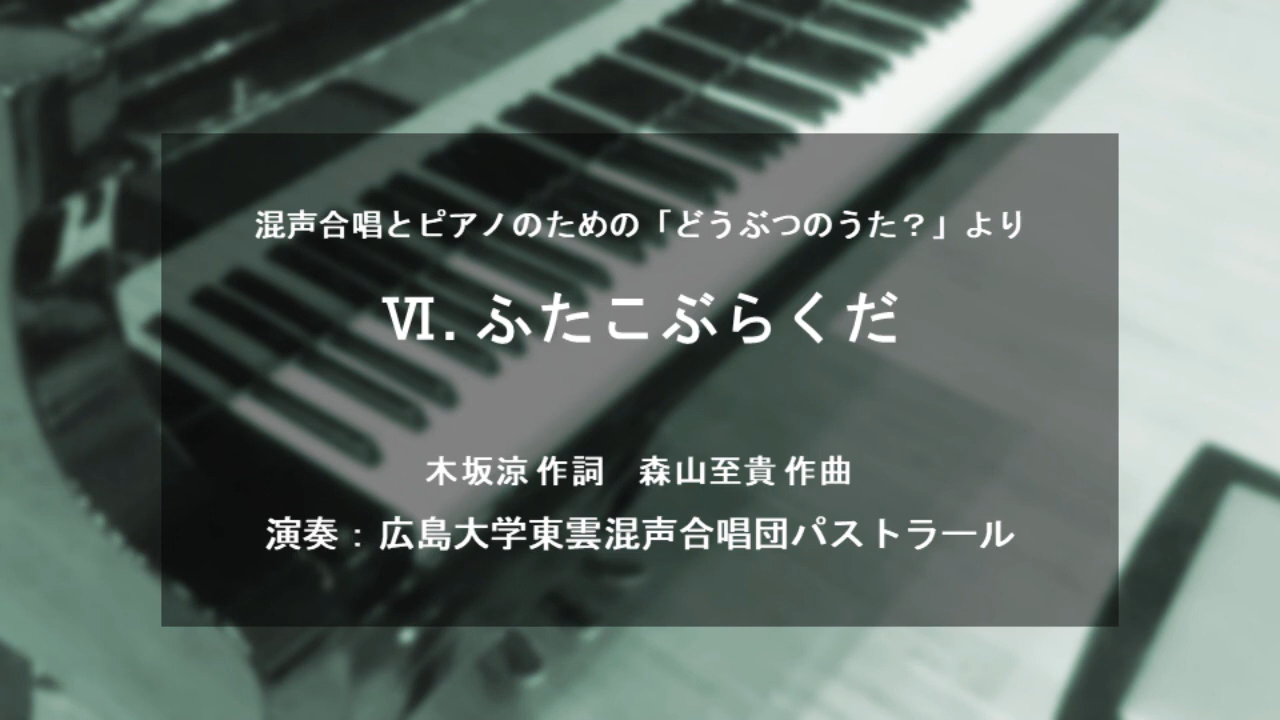 混声合唱とピアノのための「どうぶつのうた？」より
Ⅵ. ふたこぶらくだ
木坂涼 作詞　森山至貴 作曲
演奏：広島大学東雲混声合唱団パストラール